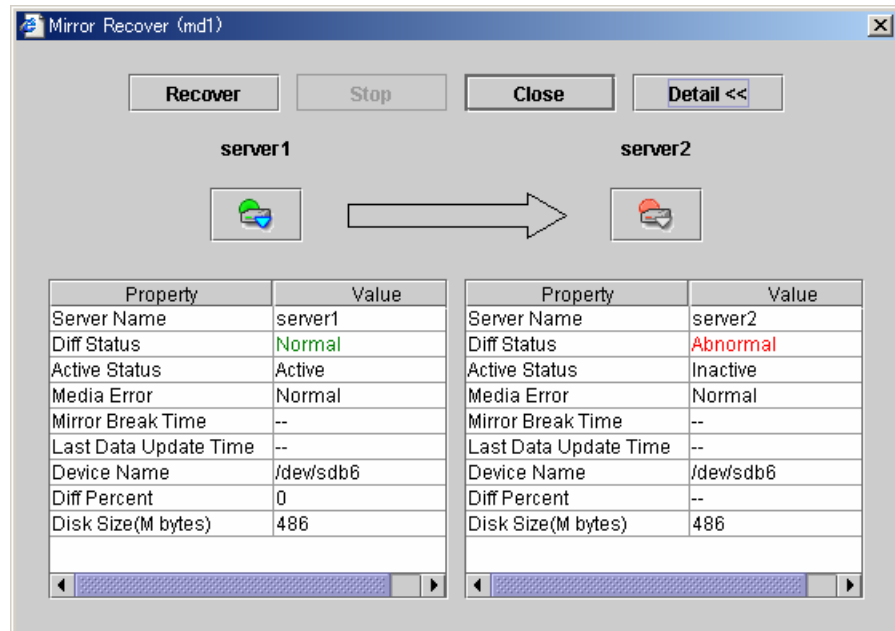 Mirror Recover (md1)
Recover Stop Close Detail <<
server1 server2
Property Value
Server Name server1
Diff Status Normal
Active Status Active
Media Error Normal
Mirror Break Time --
Last Data Update Time --
Device Name /dev/sdb6
Diff Percent 0
Disk Size(M bytes) 486
Property Value
Server Name server2
Diff Status Abnormal
Active Status Inactive
Media Error Normal
Mirror Break Time --
Last Data Update Time --
Device Name /dev/sdb6
Diff Percent --
Disk Size(M bytes) 486